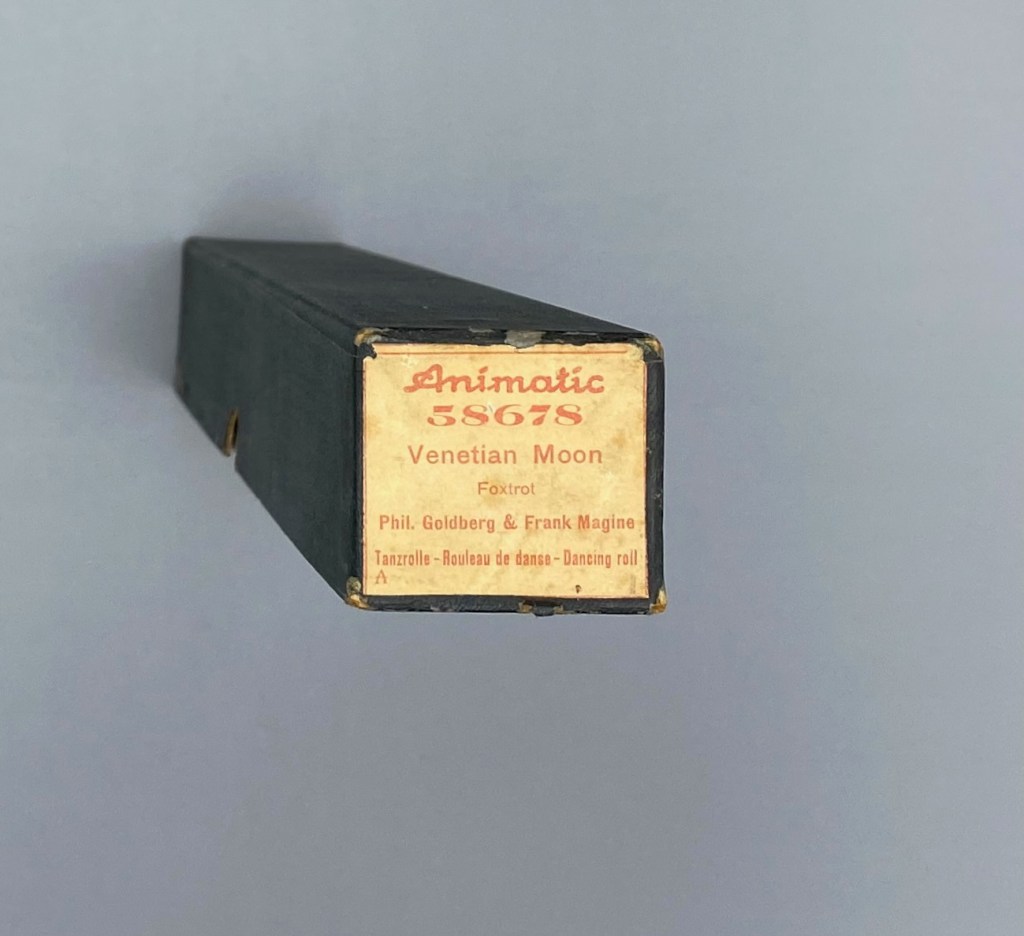 Animatic
58678
Venetian Moon
Foxtrot
Phil. Goldberg & Frank Magine
Tanzrolle - Rouleau de danse - Dancing roll
A